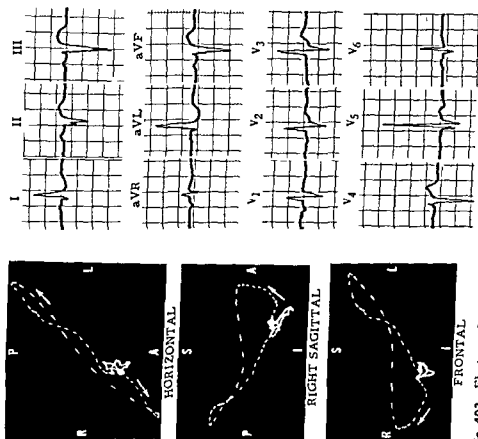 I II III
aVR aVL aVF
V1 V2 V3
V4 V5 V6
P
R L
A
HORIZONTAL
S
P A
I
RIGHT SAGITTAL
S
R L
I
FRONTAL